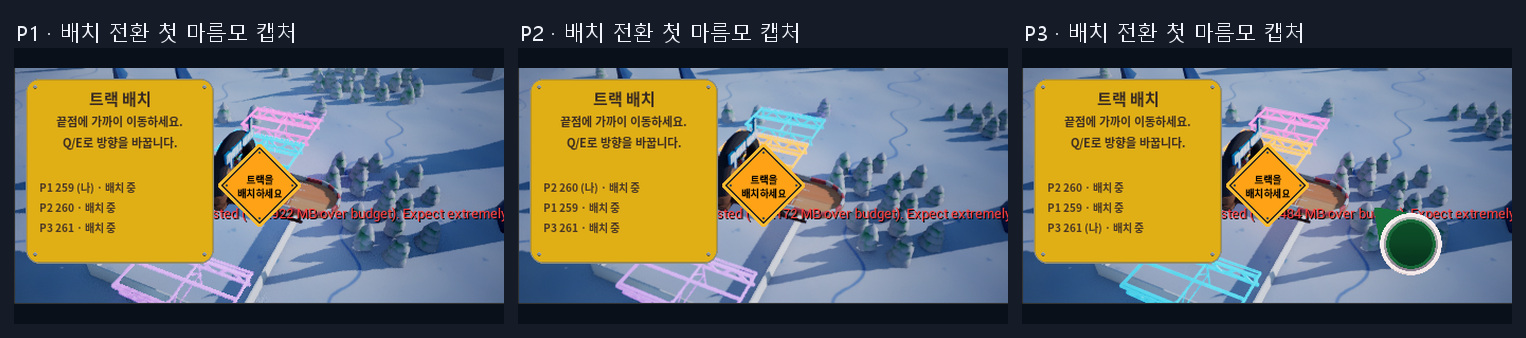 P1 · 배치 전환 첫 마름모 캡처
트랙 배치
끝점에 가까이 이동하세요.
Q/E로 방향을 바꿉니다.
P1 259 (나) · 배치 중
P2 260 · 배치 중
P3 261 · 배치 중
트랙을
배치하세요
MB over budget). Expect extremely
P2 · 배치 전환 첫 마름모 캡처
트랙 배치
끝점에 가까이 이동하세요.
Q/E로 방향을 바꿉니다.
P2 260 (나) · 배치 중
P1 259 · 배치 중
P3 261 · 배치 중
트랙을
배치하세요
MB over budget). Expect extremely
P3 · 배치 전환 첫 마름모 캡처
트랙 배치
끝점에 가까이 이동하세요.
Q/E로 방향을 바꿉니다.
P2 260 · 배치 중
P1 259 · 배치 중
P3 261 (나) · 배치 중
트랙을
배치하세요
MB over extremely